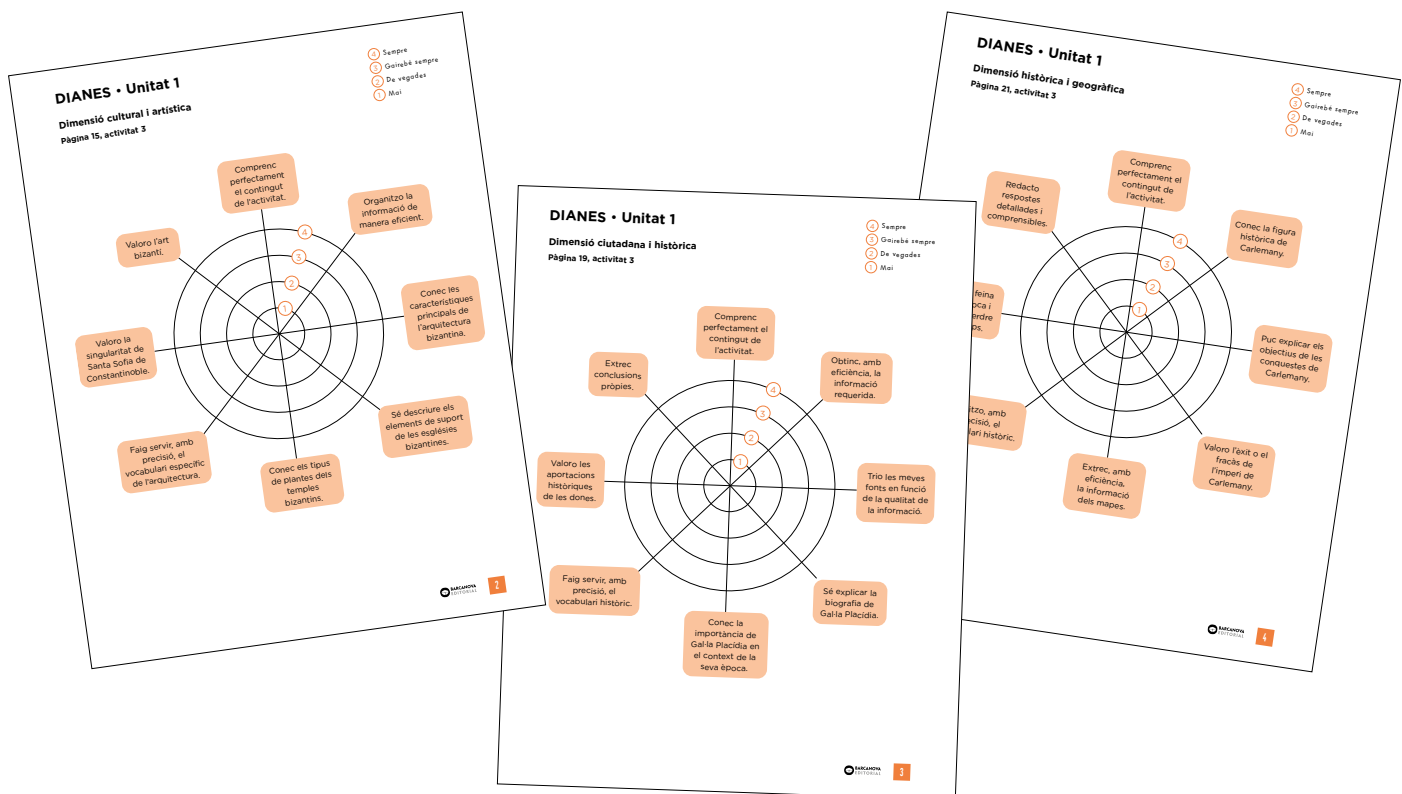 DIANES • Unitat 1
Dimensió cultural i artística
Pàgina 15, activitat 3
4 Sempre
3 Gairebé sempre
2 De vegades
1 Mai
Comprenc
perfectament
el contingut
de l'activitat.
Organitzo la
informació de
manera eficient.
Conec les
característiques
principals de
l'arquitectura
bizantina.
Sé descriure els
elements de suport
de les esglésies
bizantines.
Conec els tipus
de plantes dels
temples
bizantins.
Faig servir, amb
precisió, el
vocabulari específic
de l'arquitectura.
Valoro la
singularitat de
Santa Sofia de
Constantinoble.
Valoro l'art
bizantí.
4
3
2
1
BARCANOVA
EDITORIAL
2
DIANES • Unitat 1
Dimensió ciutadana i històrica
Pàgina 19, activitat 3
4 Sempre
3 Gairebé sempre
2 De vegades
1 Mai
Comprenc
perfectament el
contingut de
l'activitat.
Obtinc, amb
eficiència, la
informació
requerida.
Trio les meves
fonts en funció
de la qualitat de
la informació.
Sé explicar la
biografia de
Gal·la Placídia.
Conec la
importància de
Gal·la Placídia en
el context de la
seva època.
Faig servir, amb
precisió, el
vocabulari històric.
Valoro les
aportacions
històriques
de les dones.
Extrec
conclusions
pròpies.
4
3
2
1
BARCANOVA
EDITORIAL
3
DIANES • Unitat 1
Dimensió històrica i geogràfica
Pàgina 21, activitat 3
4 Sempre
3 Gairebé sempre
2 De vegades
1 Mai
Comprenc
perfectament el
contingut de
l'activitat.
Conec la figura
històrica de
Carlemany.
Puc explicar els
objectius de les
conquestes de
Carlemany.
Valoro l'èxit o el
fracàs de
l'imperi de
Carlemany.
Extrec, amb
eficiència,
la informació
dels mapes.
itzo, amb
cisió, el
lari històric.
feina
oca i
erdre
ps.
Redacto
respostes
detallades i
comprensibles.
4
3
2
1
BARCANOVA
EDITORIAL
4